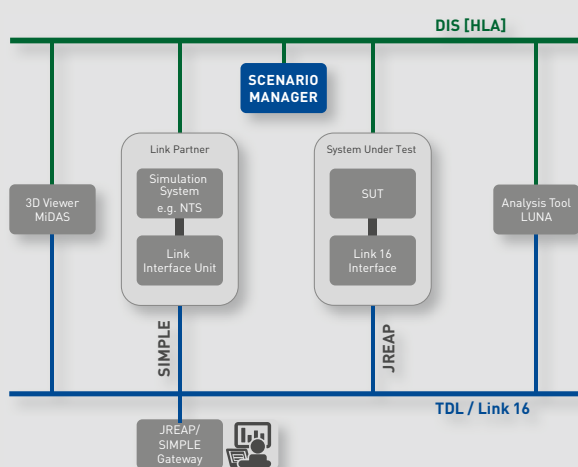 DIS [HLA]
SCENARIO
MANAGER
Link Partner
System Under Test
Simulation
System
e.g. NTS
SUT
3D Viewer
MiDAS
Analysis Tool
LUNA
Link
Interface Unit
Link 16
Interface
SIMPLE
JREAP
TDL / Link 16
JREAP/
SIMPLE
Gateway